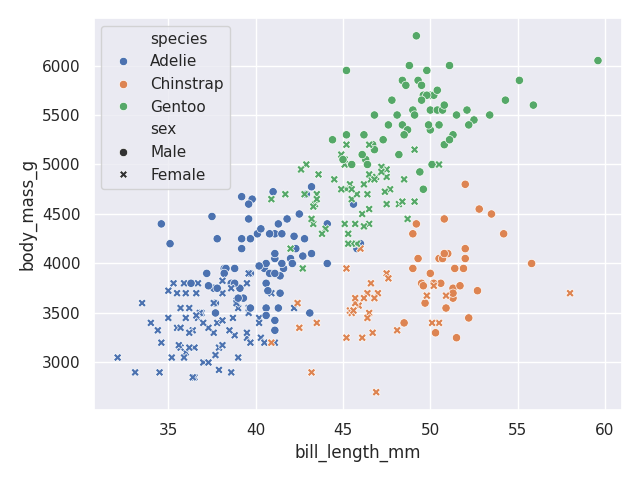 species
Adelie
Chinstrap
Gentoo
sex
Male
Female
body_mass_g
6000
5500
5000
4500
4000
3500
3000
35
40
45
50
55
60
bill_length_mm